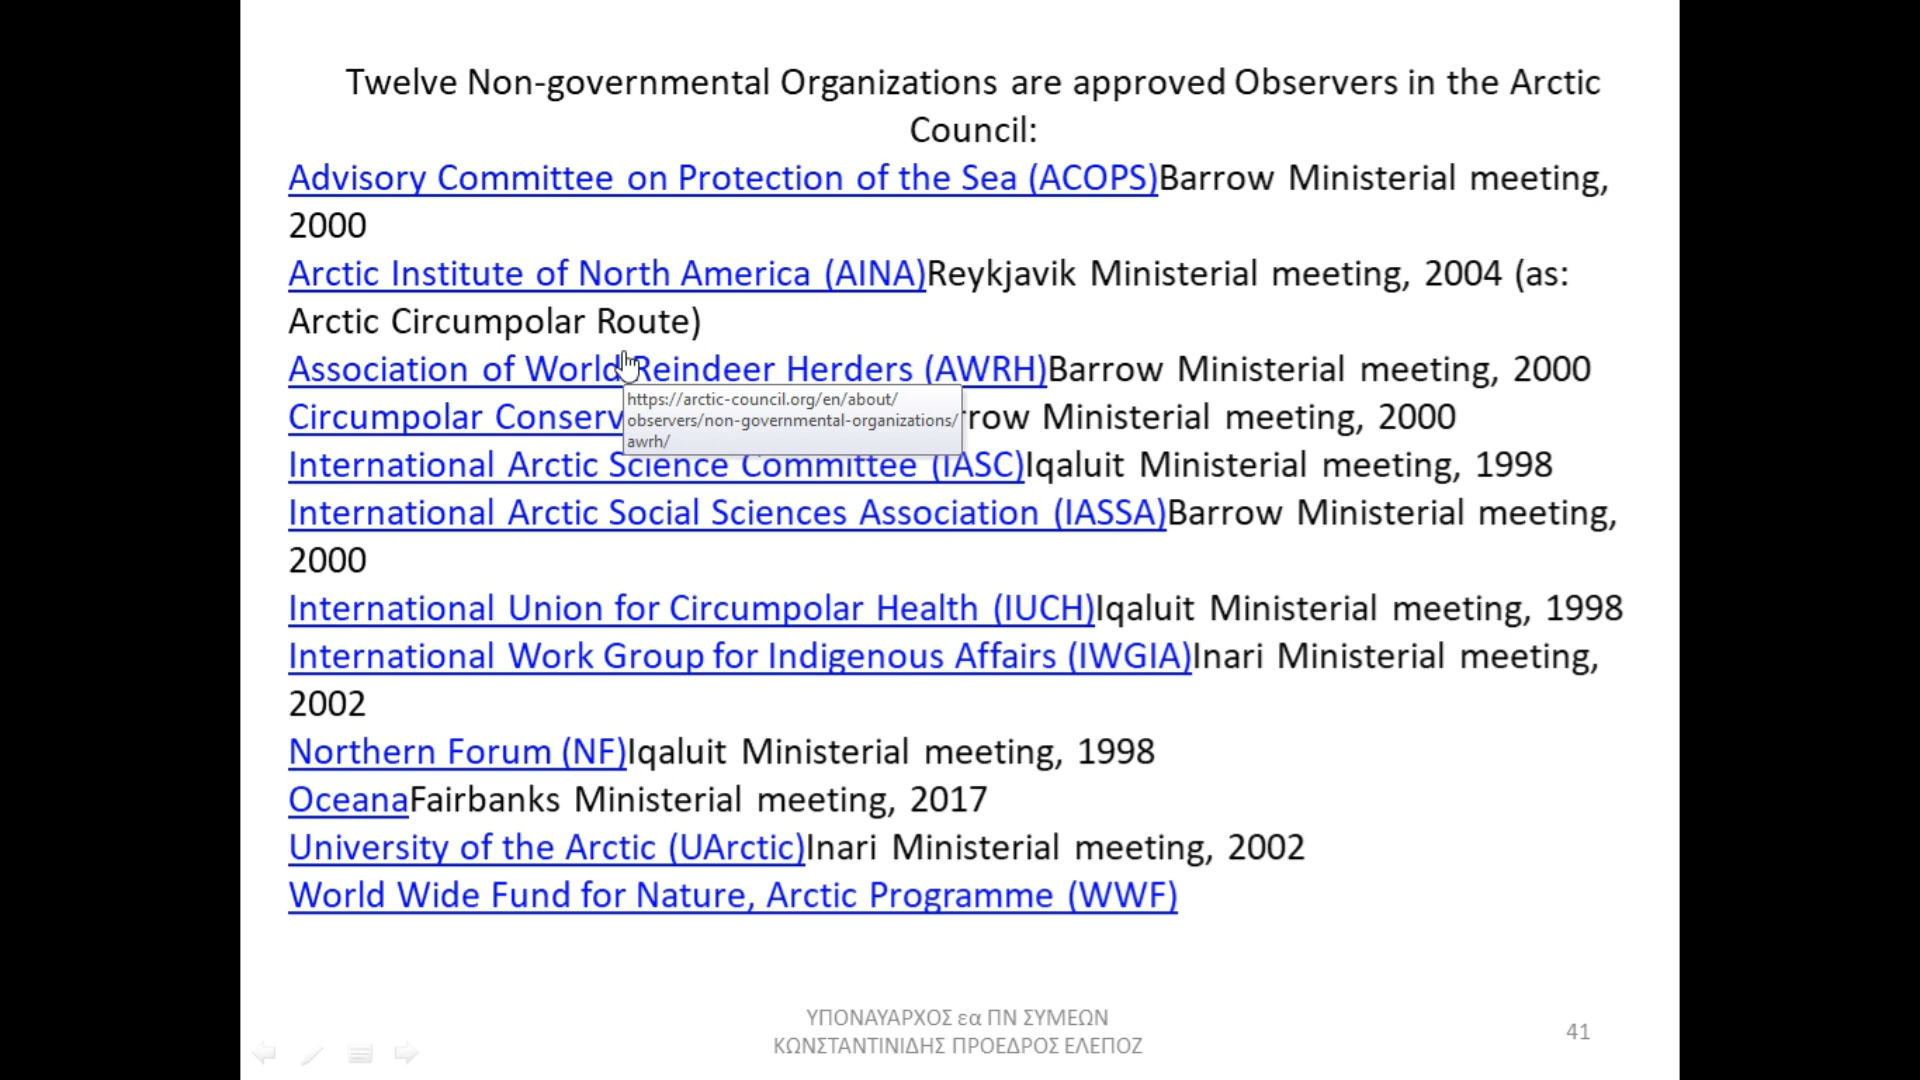 Twelve Non-governmental Organizations are approved Observers in the Arctic
Council:
Advisory Committee on Protection of the Sea (ACOPS)Barrow Ministerial meeting,
2000
Arctic Institute of North America (AINA)Reykjavik Ministerial meeting, 2004 (as:
Arctic Circumpolar Route)
Association of World Reindeer Herders (AWRH)Barrow Ministerial meeting, 2000
https://arctic-council.org/en/about/
observers/non-governmental-organizations/
awrh/
Circumpolar Ministerial meeting, 2000
International Arctic Science Committee (IASC)Iqaluit Ministerial meeting, 1998
International Arctic Social Sciences Association (IASSA)Barrow Ministerial meeting,
2000
International Union for Circumpolar Health (IUCH)Iqaluit Ministerial meeting, 1998
International Work Group for Indigenous Affairs (IWGIA)Inari Ministerial meeting,
2002
Northern Forum (NF)Iqaluit Ministerial meeting, 1998
OceanaFairbanks Ministerial meeting, 2017
University of the Arctic (UArctic)Inari Ministerial meeting, 2002
World Wide Fund for Nature, Arctic Programme (WWF)
ΥΠΟΝΑΥΑΡΧΟΣ εα ΠΝ ΣΥΜΕΩΝ
ΚΩΝΣΤΑΝΤΙΝΙΔΗΣ ΠΡΟΕΔΡΟΣ ΕΛΕΠΟΖ
41